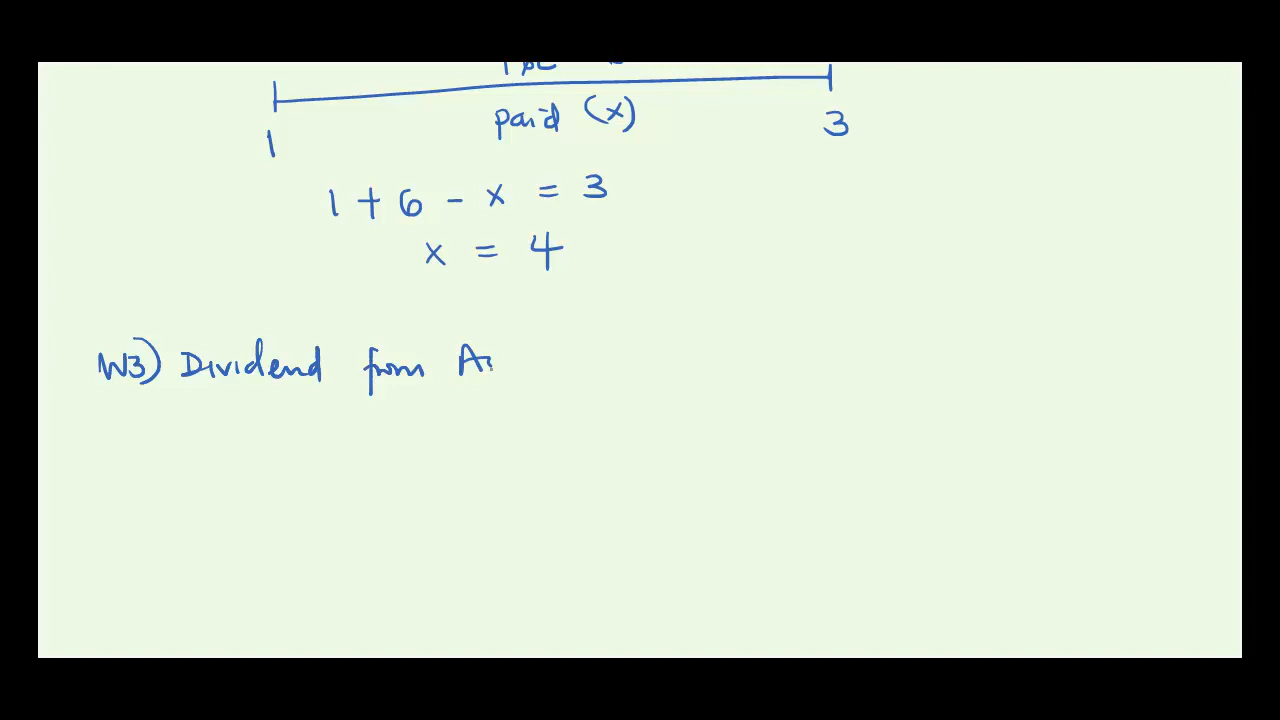 paid (x)
1 3
1 + 6 - x = 3
x = 4
W3) Dividend from